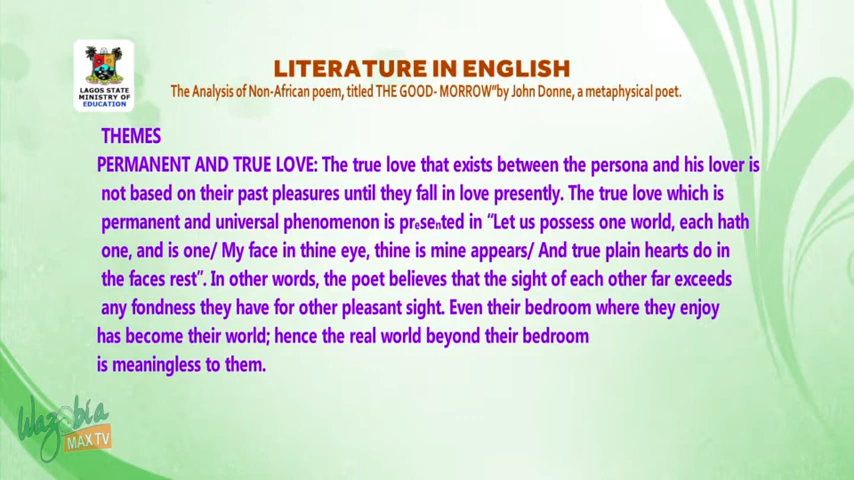 LAGOS STATE
MINISTRY OF
EDUCATION
LITERATURE IN ENGLISH
The Analysis of Non-African poem, titled THE GOOD- MORROW"by John Donne, a metaphysical poet.
THEMES
PERMANENT AND TRUE LOVE: The true love that exists between the persona and his lover is
not based on their past pleasures until they fall in love presently. The true love which is
permanent and universal phenomenon is presented in “Let us possess one world, each hath
one, and is one/ My face in thine eye, thine is mine appears/ And true plain hearts do in
the faces rest”. In other words, the poet believes that the sight of each other far exceeds
any fondness they have for other pleasant sight. Even their bedroom where they enjoy
has become their world; hence the real world beyond their bedroom
is meaningless to them.
Wazobia
MAX TV